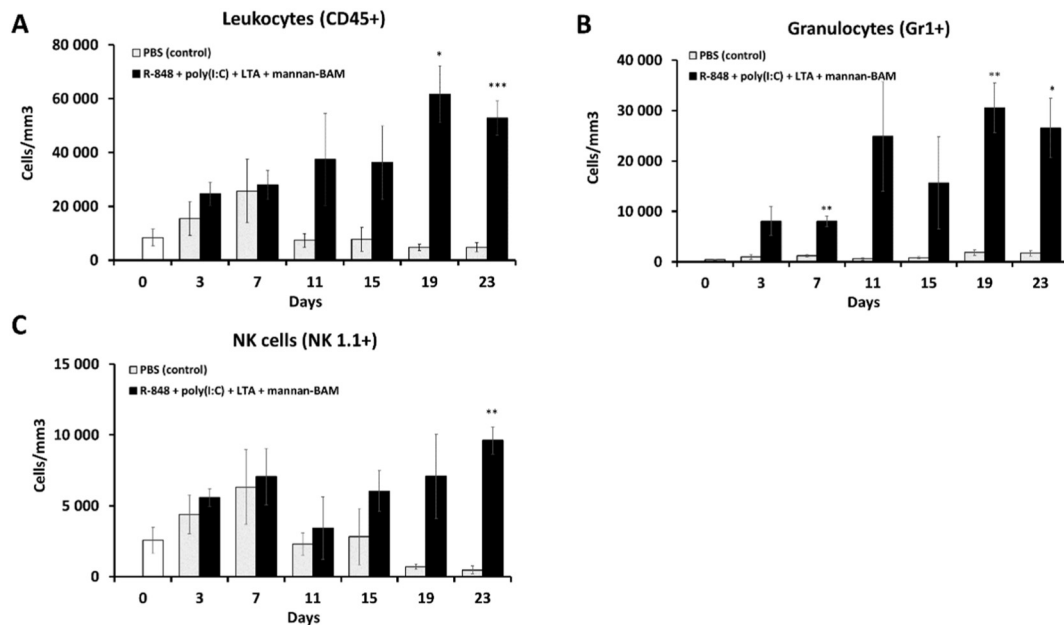 A
Leukocytes (CD45+)
80 000
60 000
40 000
20 000
0
Cells/mm3
PBS (control)
R-848 + poly(I:C) + LTA + mannan-BAM
*
***
0 3 7 11 15 19 23
Days
B
Granulocytes (Gr1+)
40 000
30 000
20 000
10 000
0
Cells/mm3
PBS (control)
R-848 + poly(I:C) + LTA + mannan-BAM
**
**
*
0 3 7 11 15 19 23
Days
C
NK cells (NK 1.1+)
15 000
10 000
5 000
0
Cells/mm3
PBS (control)
R-848 + poly(I:C) + LTA + mannan-BAM
**
0 3 7 11 15 19 23
Days